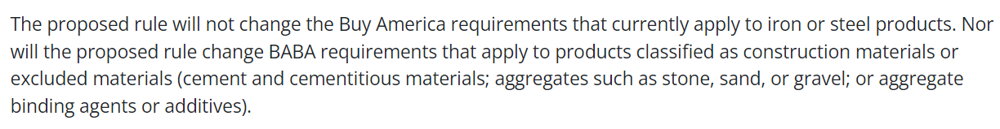 The proposed rule will not change the Buy America requirements that currently apply to iron or steel products. Nor
will the proposed rule change BABA requirements that apply to products classified as construction materials or
excluded materials (cement and cementitious materials; aggregates such as stone, sand, or gravel; or aggregate
binding agents or additives).